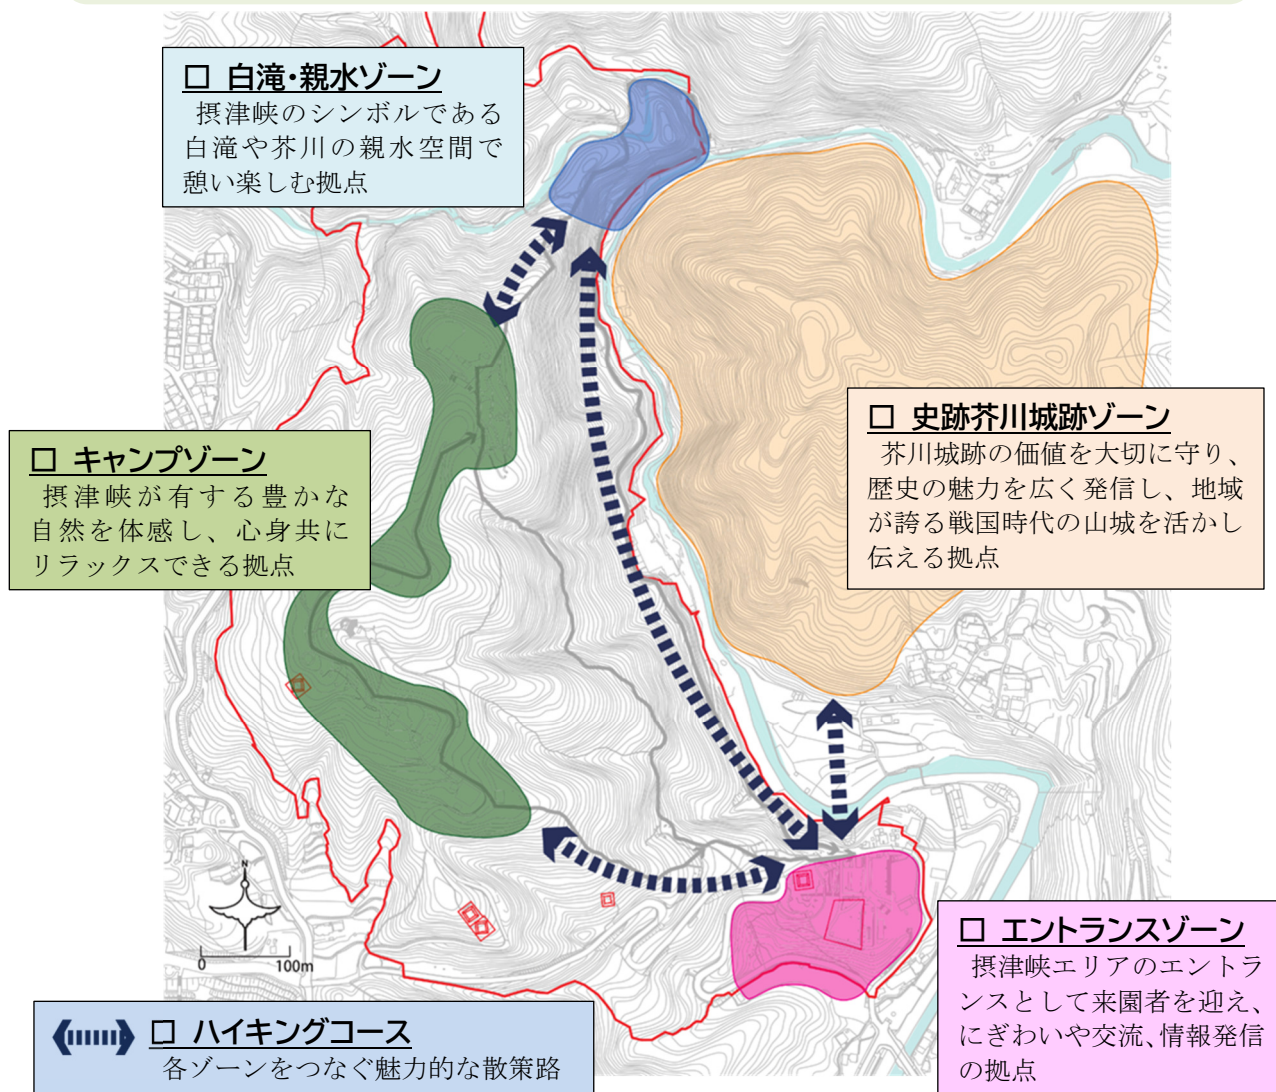 □ 白滝・親水ゾーン
摂津峡のシンボルである
白滝や芥川の親水空間で
憩い楽しむ拠点
□ 史跡芥川城跡ゾーン
芥川城跡の価値を大切に守り、
歴史の魅力を広く発信し、地域
が誇る戦国時代の山城を活かし
伝える拠点
□ キャンプゾーン
摂津峡が有する豊かな
自然を体感し、心身共に
リラックスできる拠点
N
0 100m
□ エントランスゾーン
摂津峡エリアのエントラ
ンスとして来園者を迎え、
にぎわいや交流、情報発信
の拠点
□ ハイキングコース
各ゾーンをつなぐ魅力的な散策路